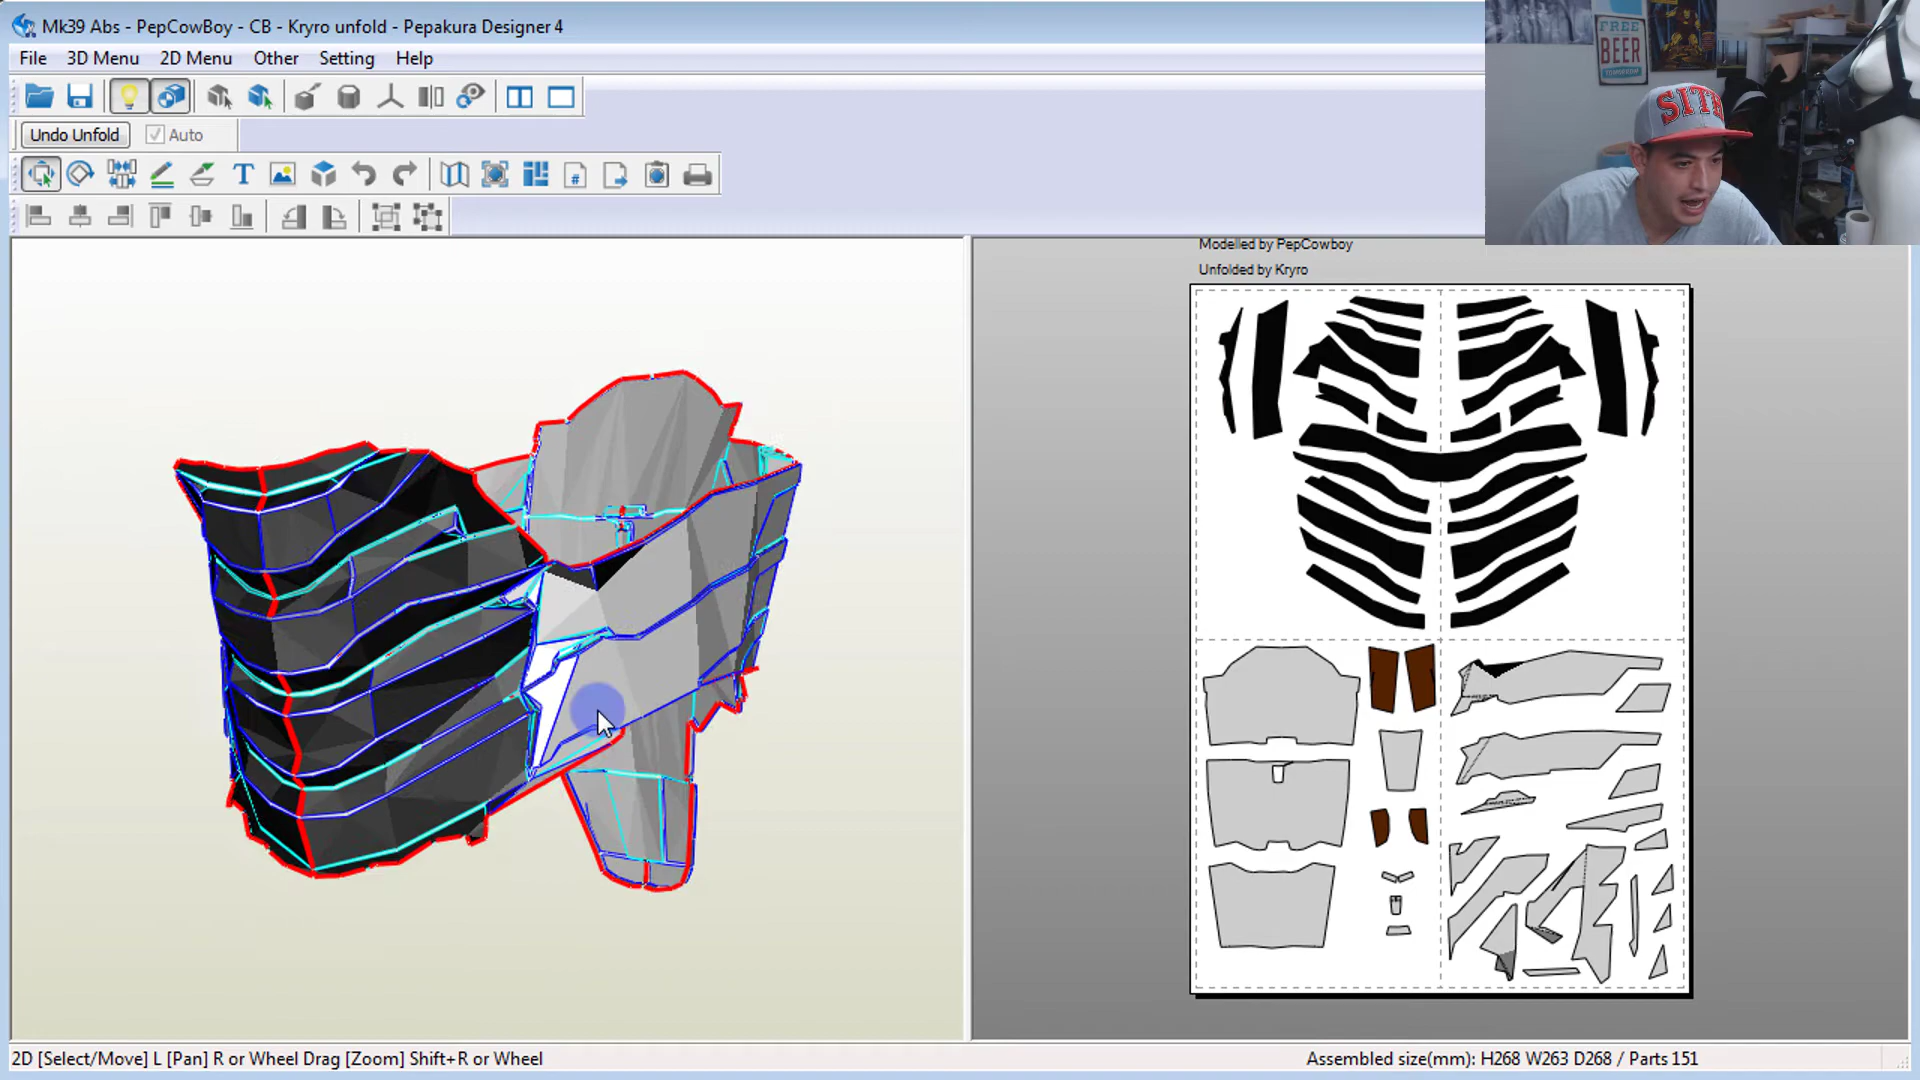 Mk39 Abs - PepCowBoy - CB - Kryro unfold - Pepakura Designer 4
File 3D Menu 2D Menu Other Setting Help
Undo Unfold Auto
T
#
FREE
BEER
TOMORROW
SITH
Modelled by PepCowboy
Unfolded by Kryro
2D [Select/Move] L [Pan] R or Wheel Drag [Zoom] Shift+R or Wheel
Assembled size(mm): H268 W263 D268 / Parts 151